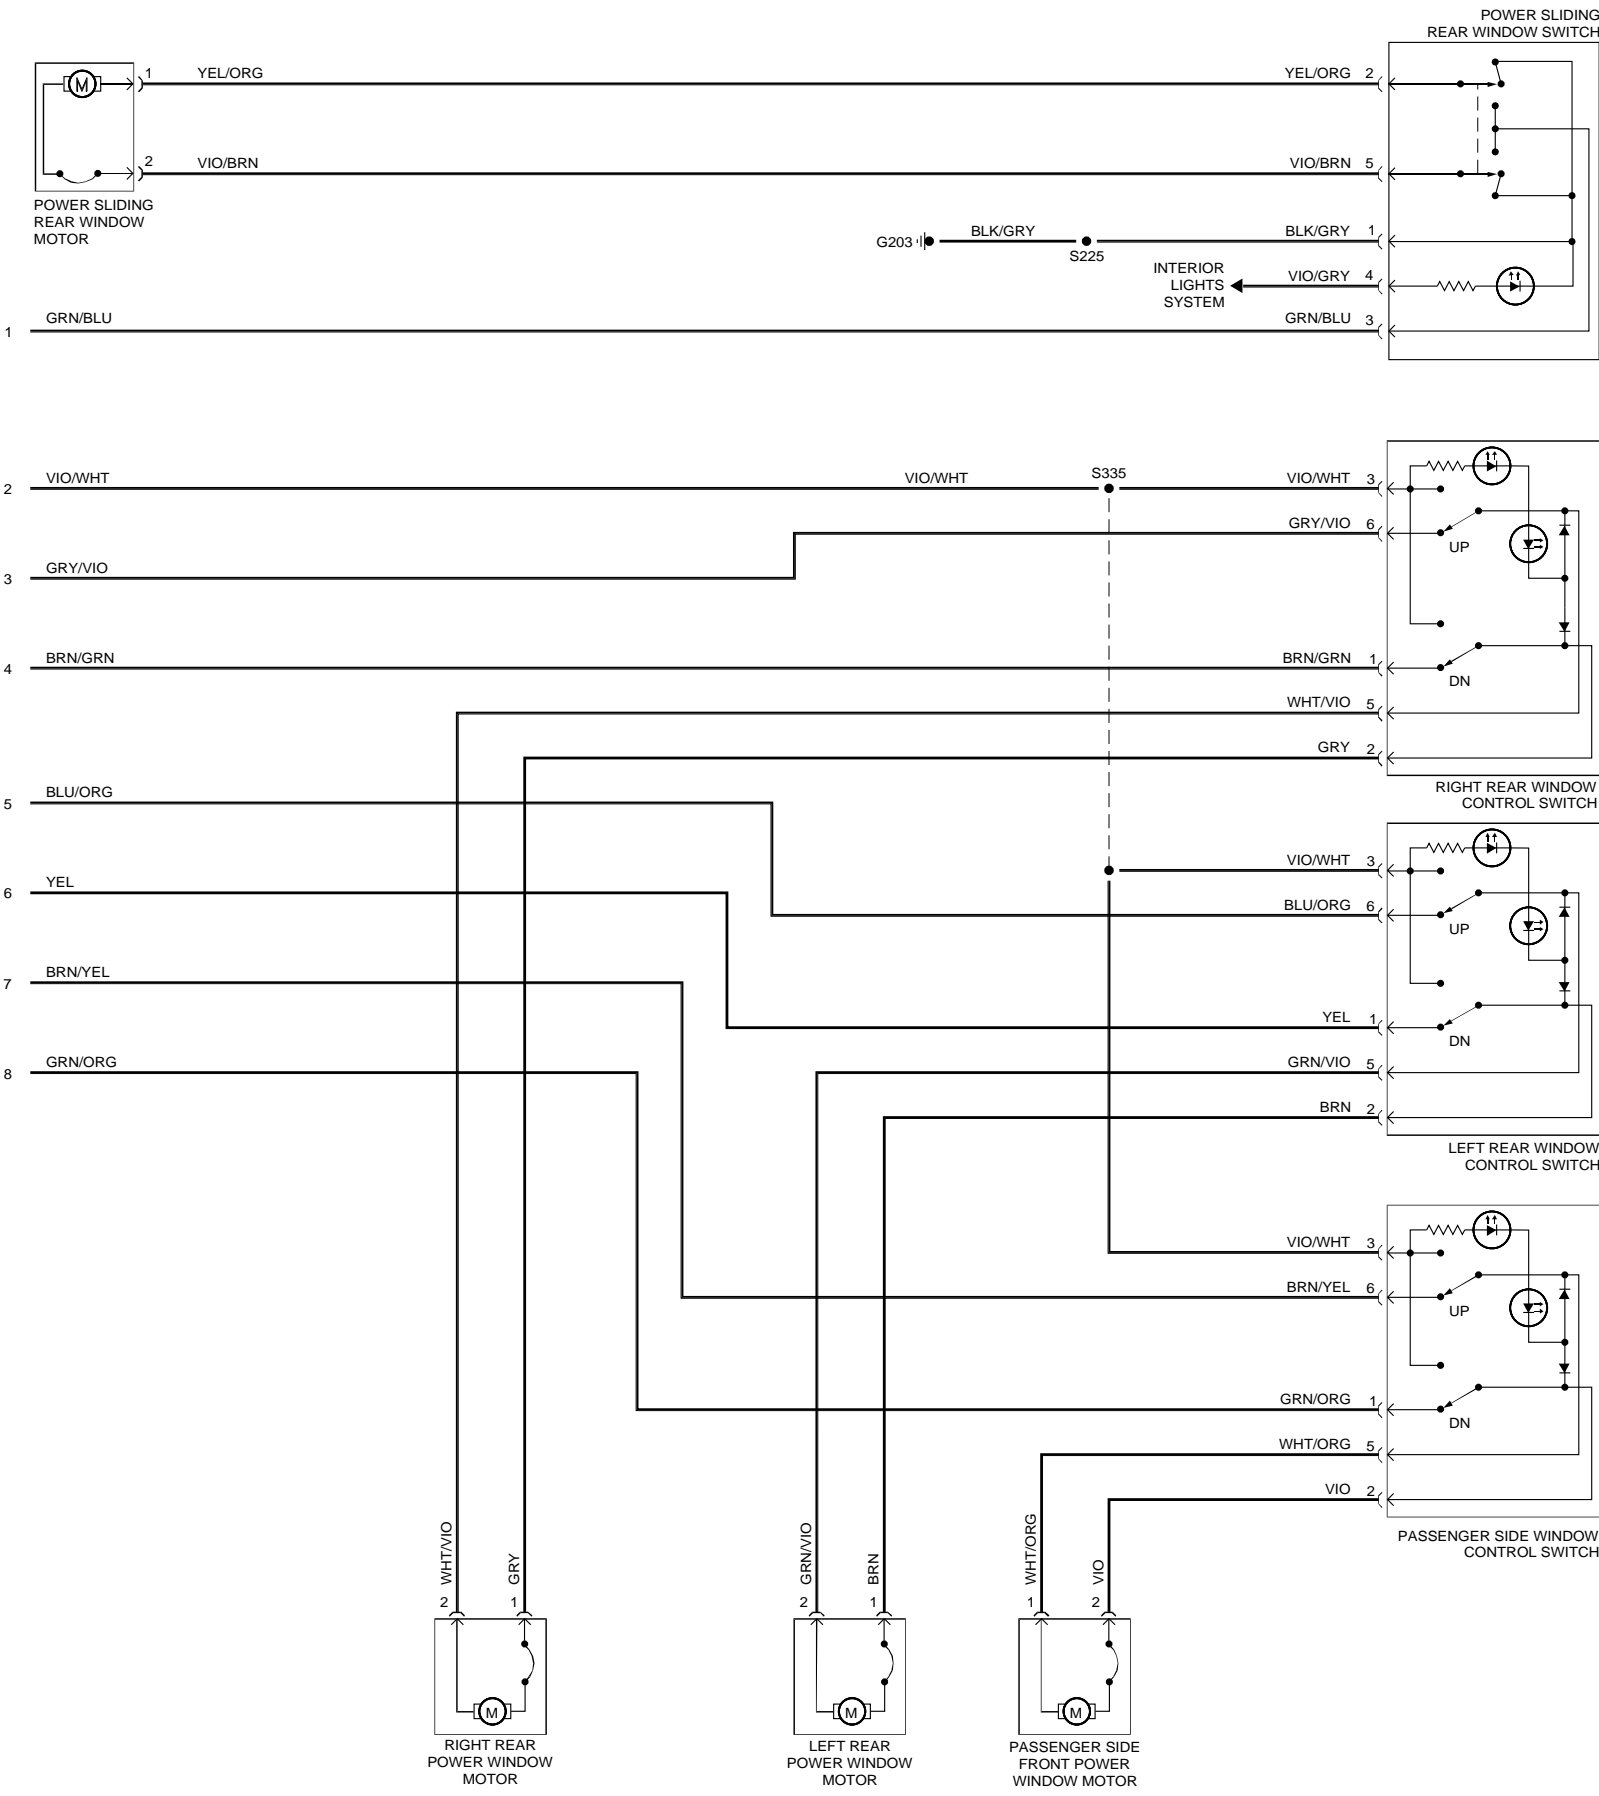 POWER SLIDING
REAR WINDOW SWITCH
M
1 YEL/ORG YEL/ORG 2
2 VIO/BRN VIO/BRN 5
POWER SLIDING
REAR WINDOW
MOTOR
G203 BLK/GRY S225 BLK/GRY 1
INTERIOR
LIGHTS
SYSTEM
VIO/GRY 4
1 GRN/BLU GRN/BLU 3
2 VIO/WHT VIO/WHT S335 VIO/WHT 3
GRY/VIO 6
UP
3 GRY/VIO
4 BRN/GRN BRN/GRN 1
DN
WHT/VIO 5
GRY 2
RIGHT REAR WINDOW
CONTROL SWITCH
5 BLU/ORG
VIO/WHT 3
6 YEL
BLU/ORG 6
UP
7 BRN/YEL
YEL 1
DN
8 GRN/ORG
GRN/VIO 5
BRN 2
LEFT REAR WINDOW
CONTROL SWITCH
VIO/WHT 3
BRN/YEL 6
UP
GRN/ORG 1
DN
WHT/ORG 5
VIO 2
PASSENGER SIDE WINDOW
CONTROL SWITCH
WHT/VIO
GRY
GRN/VIO
BRN
WHT/ORG
VIO
2 1 2 1 1 2
M M M
RIGHT REAR
POWER WINDOW
MOTOR
LEFT REAR
POWER WINDOW
MOTOR
PASSENGER SIDE
FRONT POWER
WINDOW MOTOR